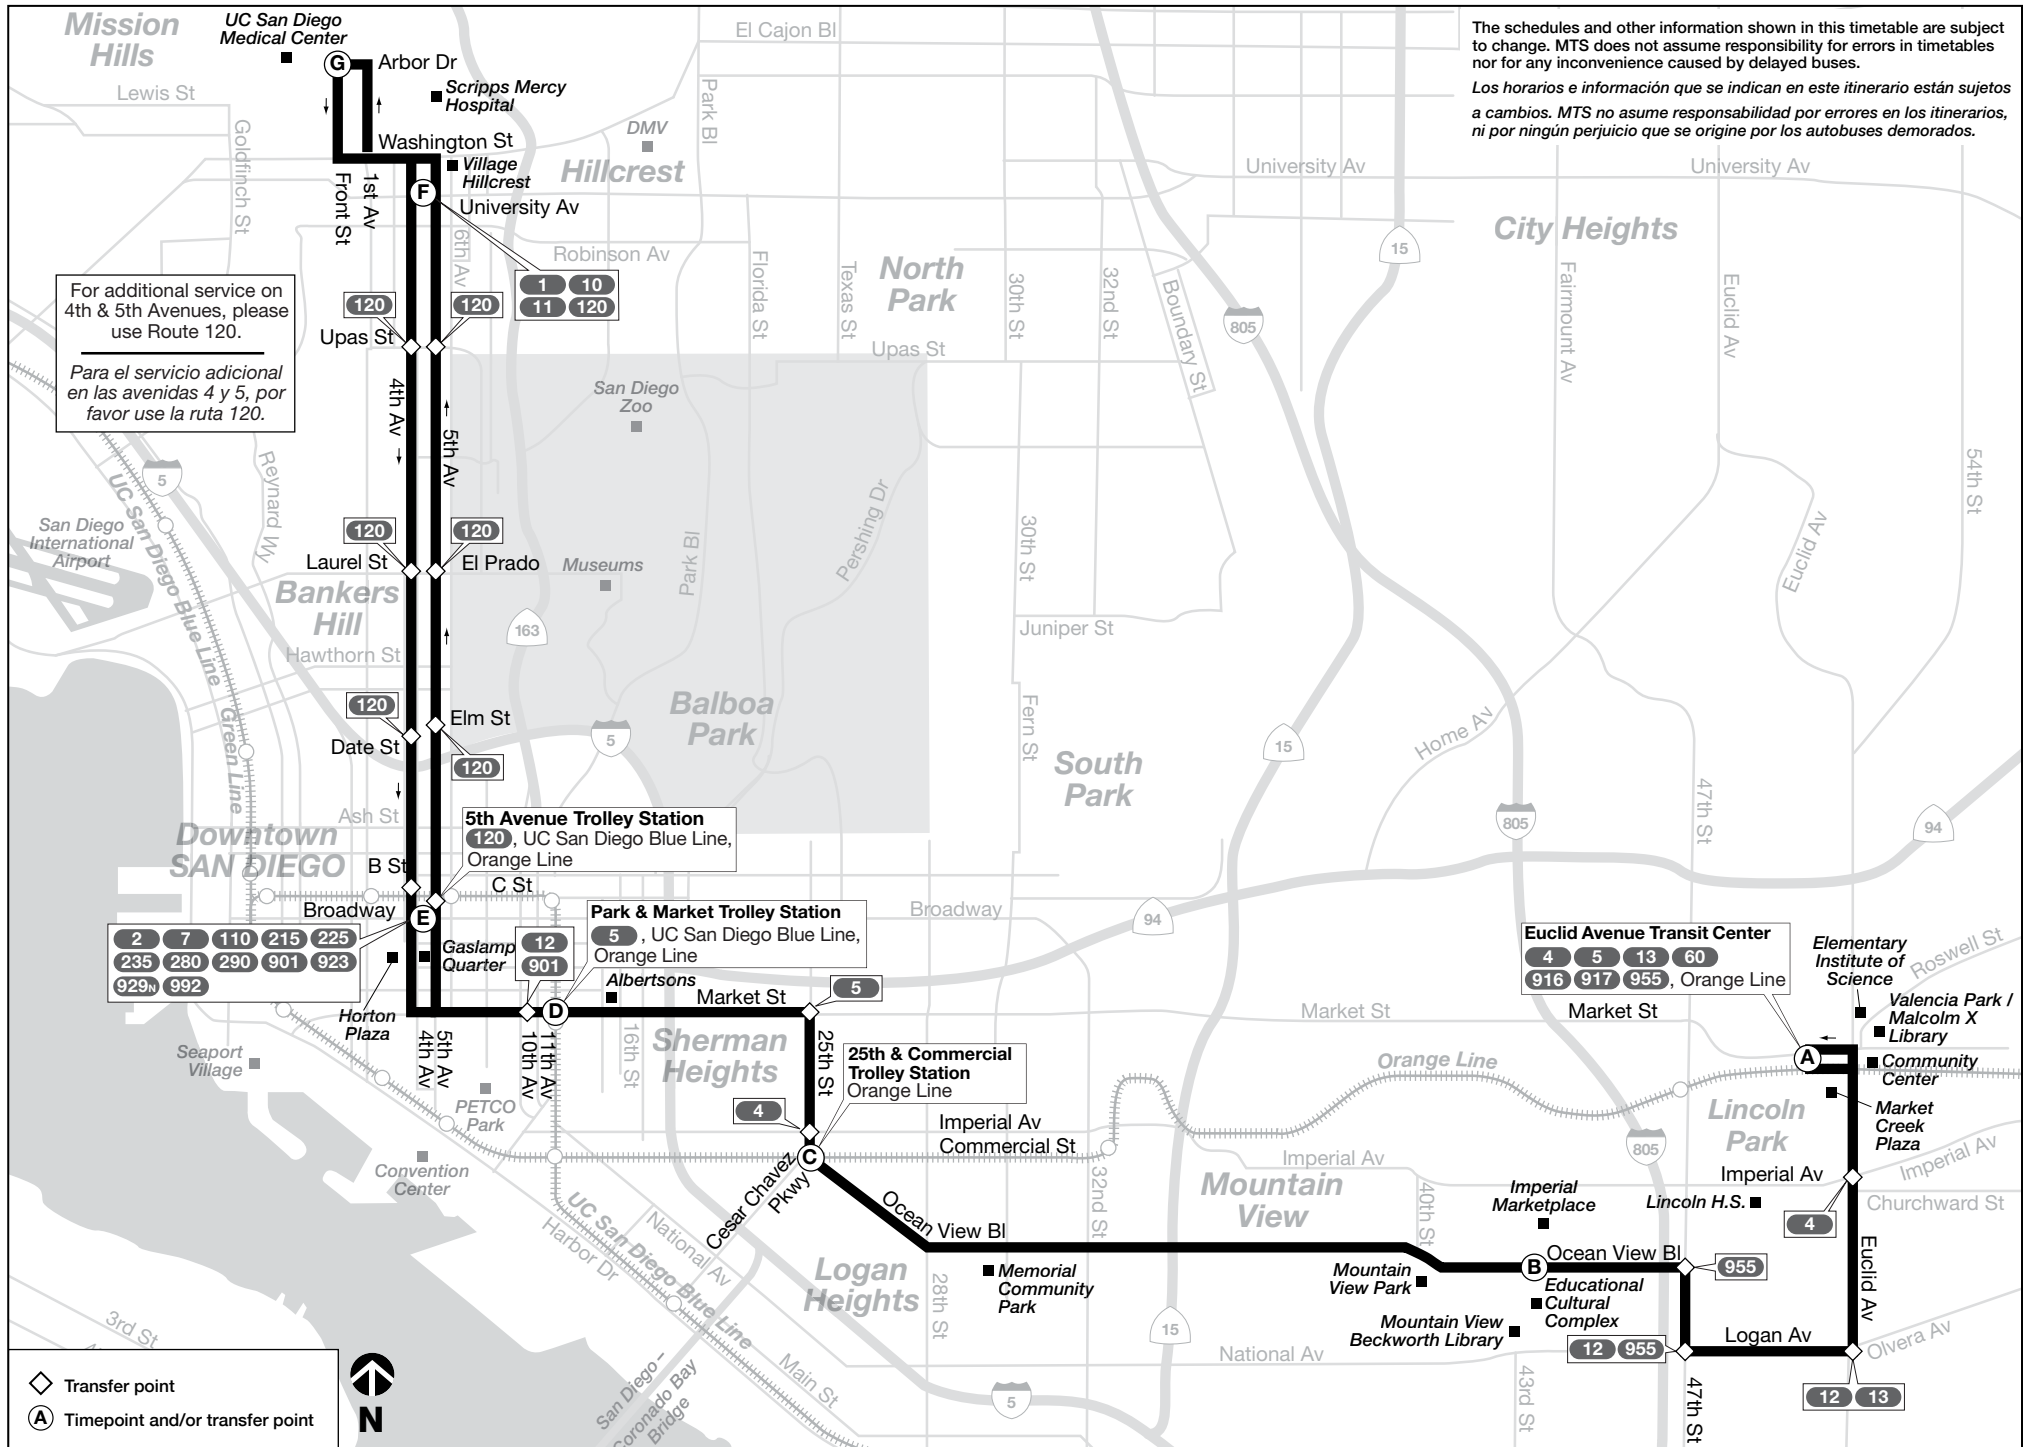 The schedules and other information shown in this timetable are subject
to change. MTS does not assume responsibility for errors in timetables
nor for any inconvenience caused by delayed buses.
Los horarios e información que se indican en este itinerario están sujetos
a cambios. MTS no asume responsabilidad por errores en los itinerarios,
ni por ningún perjuicio que se origine por los autobuses demorados.
Mission
Hills
UC San Diego
Medical Center
G
Arbor Dr
Scripps Mercy
Hospital
Lewis St
Goldfinch St
Washington St
Village
Hillcrest
DMV
Hillcrest
El Cajon Bl
Park Bl
University Av
University Av
City Heights
1st Av
Front St
F
University Av
6th Av
Robinson Av
1 10
11 120
Florida St
Texas St
North
Park
30th St
32nd St
Boundary St
805
15
Fairmount Av
Euclid Av
For additional service on
4th & 5th Avenues, please
use Route 120.
Para el servicio adicional
en las avenidas 4 y 5, por
favor use la ruta 120.
120
120
Upas St
Upas St
4th Av
5th Av
San Diego
Zoo
Reynard Wy
5
UC San Diego Blue Line
Green Line
San Diego
International
Airport
120
120
Laurel St
El Prado
Museums
Park Bl
Pershing Dr
30th St
Euclid Av
54th St
Bankers
Hill
163
Juniper St
Hawthorn St
120
Elm St
Date St
120
5
Balboa
Park
Fern St
South
Park
15
Home Av
47th St
805
94
Ash St
Downtown
SAN DIEGO
5th Avenue Trolley Station
120, UC San Diego Blue Line,
Orange Line
B St
C St
Broadway
E
2 7 110 215 225
235 280 290 901 923
929N 992
Gaslamp
Quarter
Horton
Plaza
12
901
Park & Market Trolley Station
5, UC San Diego Blue Line,
Orange Line
Albertsons
D
Market St
5
Broadway
94
Market St
Euclid Avenue Transit Center
4 5 13 60
916 917 955, Orange Line
Market St
Elementary
Institute of
Science
Roswell St
Valencia Park /
Malcolm X
Library
A
Community
Center
Market
Creek
Plaza
Seaport
Village
4th Av
5th Av
10th Av
11th Av
16th St
PETCO
Park
Sherman
Heights
25th St
25th & Commercial
Trolley Station
Orange Line
4
Imperial Av
Commercial St
Orange Line
Lincoln
Park
C
Cesar Chavez
Pkwy
Convention
Center
UC San Diego Blue Line
Harbor Dr
National Av
Ocean View Bl
32nd St
Imperial Av
Mountain
View
40th St
Imperial
Marketplace
805
Lincoln H.S.
Imperial Av
Imperial Av
Churchward St
4
Euclid Av
Logan
Heights
28th St
Memorial
Community
Park
Mountain
View Park
B
Ocean View Bl
955
Educational
Cultural
Complex
Mountain View
Beckworth Library
15
National Av
43rd St
12 955
Logan Av
Olvera Av
47th St
12 13
3rd St
San Diego –
Coronado Bay
Bridge
Main St
5
Transfer point
A
Timepoint and/or transfer point
N